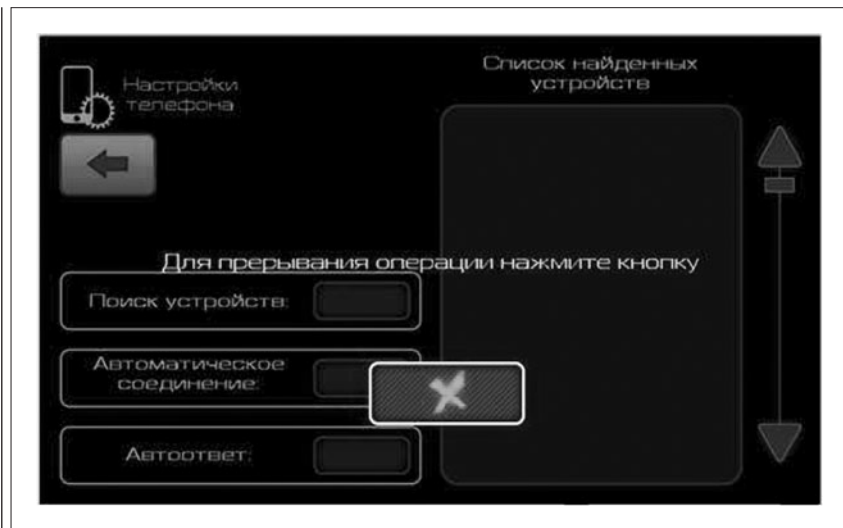 Настройки
телефона
Список найденных
устройств
Для прерывания операции нажмите кнопку
Поиск устройств:
Автоматическое
соединение:
Автоответ: